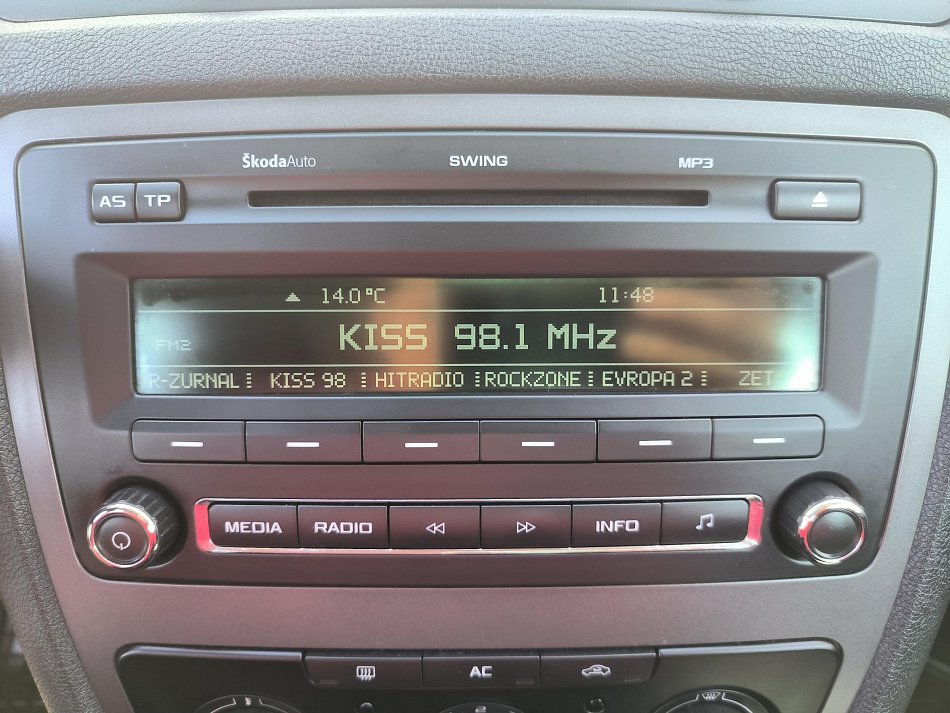 ŠkodaAuto SWING MP3
AS TP
14.0°C 11:48
KISS 98.1 MHz
FM2
R-ZURNAL KISS 98 HITRADIO ROCKZONE EVROPA 2 ZET
MEDIA RADIO INFO
AC